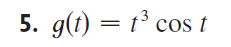 5. g(t) = t³ cos t